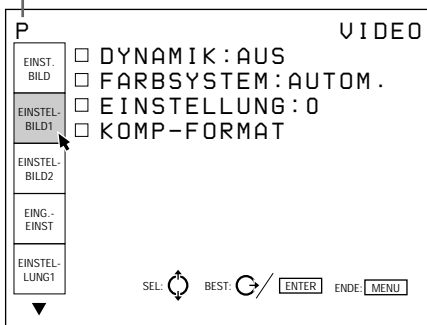 P VIDEO
EINST.
BILD
□ DYNAMIK:AUS
□ FARBSYSTEM:AUTOM.
EINSTEL-
BILD1
□ EINSTELLUNG:0
□ KOMP-FORMAT
EINSTEL-
BILD2
EING.-
EINST
EINSTEL-
LUNG1
SEL: BEST: / ENTER ENDE: MENU